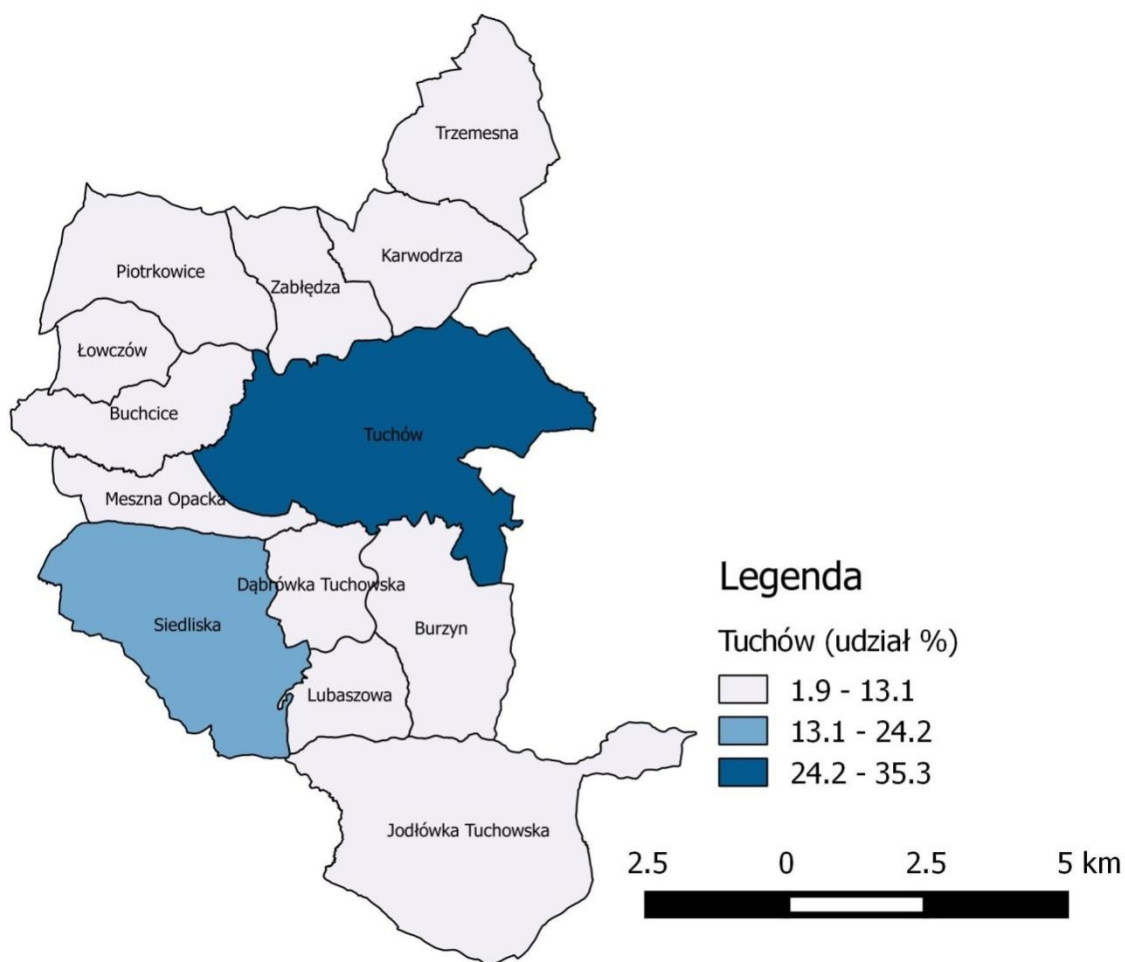 Trzemesna
Karwodrza
Piotrkowice
Zabłędza
Łowczów
Buchcice
Tuchów
Meszna Opacka
Dąbrówka Tuchowska
Siedliska
Burzyn
Lubaszowa
Jodłówka Tuchowska
Legenda
Tuchów (udział %)
1.9 - 13.1
13.1 - 24.2
24.2 - 35.3
2.5 0 2.5 5 km